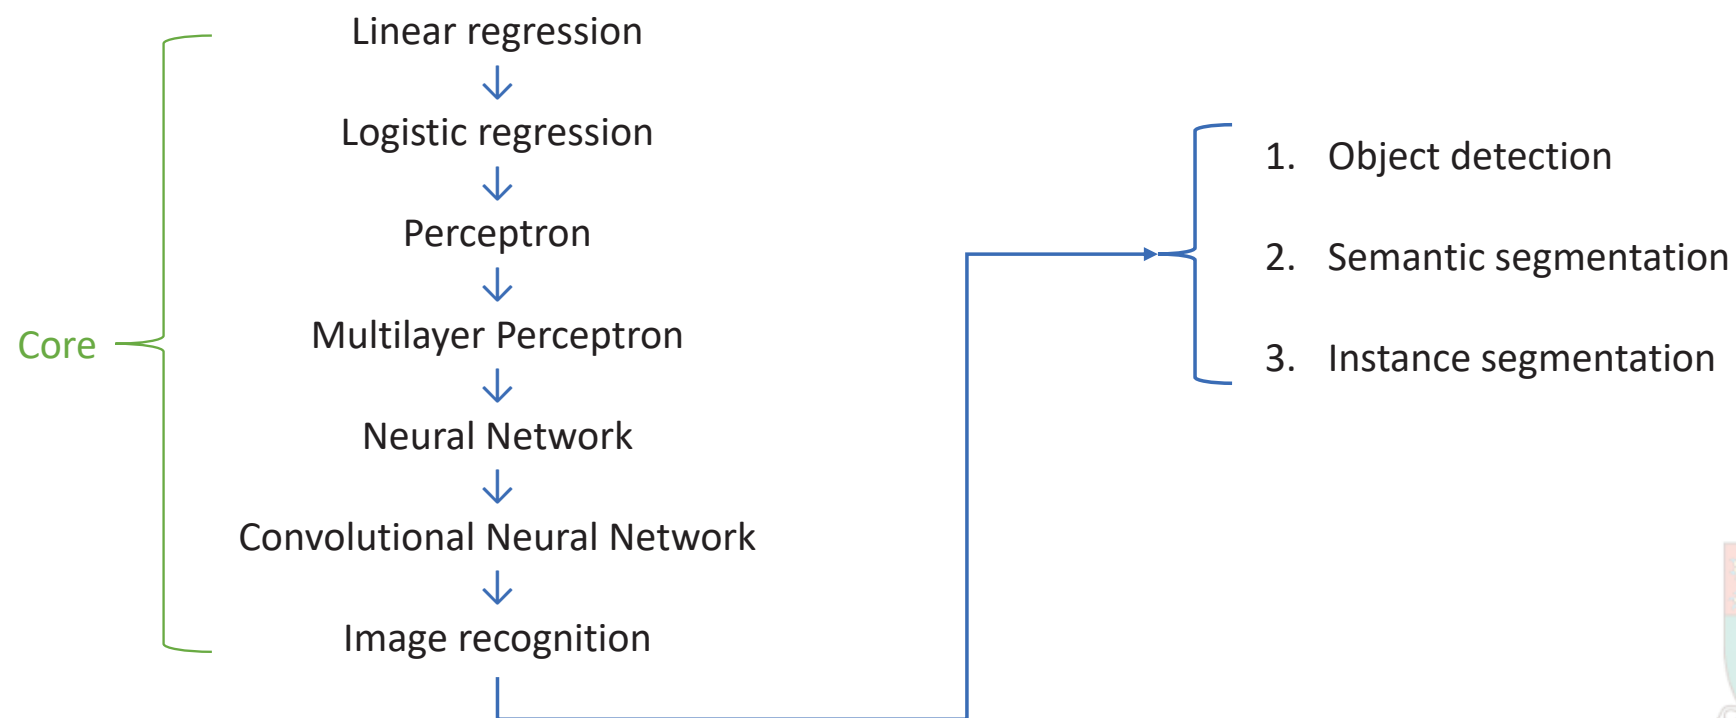 Linear regression
Logistic regression
Perceptron
Multilayer Perceptron
Neural Network
Convolutional Neural Network
Image recognition
Core
1. Object detection
2. Semantic segmentation
3. Instance segmentation